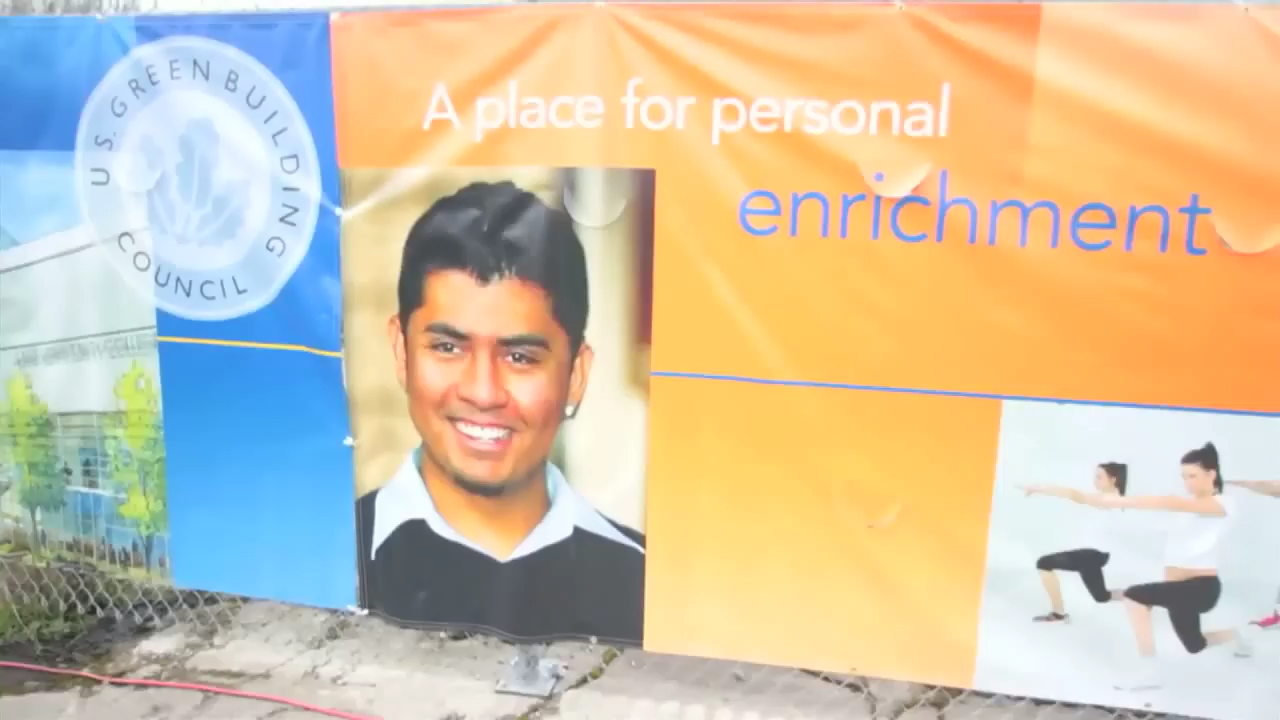 U.S. GREEN BUILDING
COUNCIL
A place for personal
enrichment